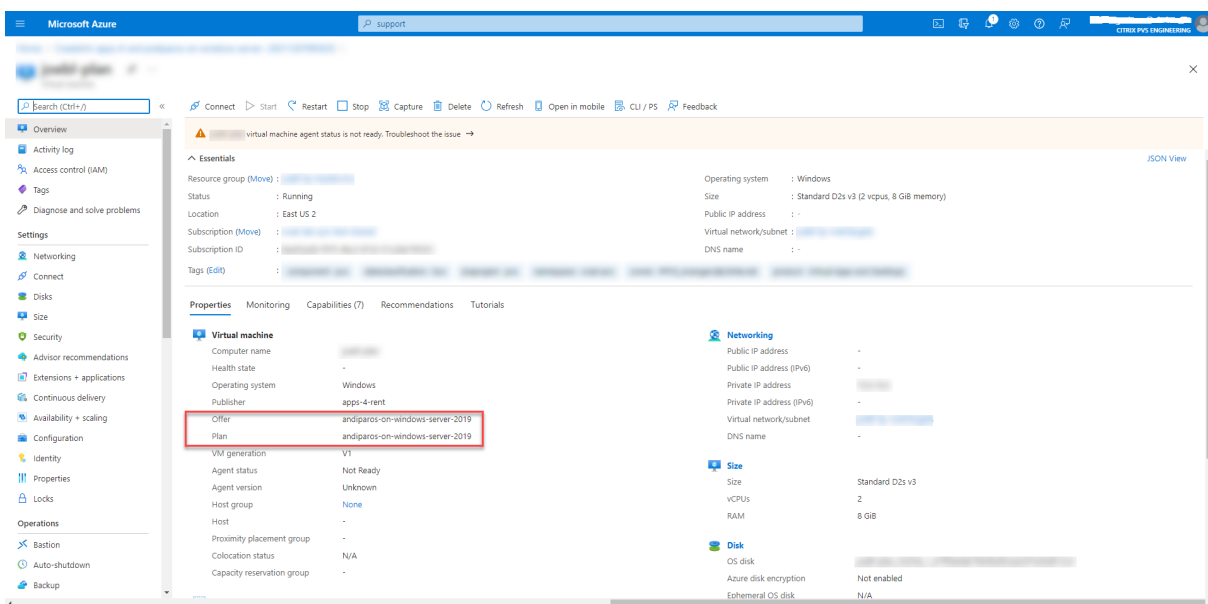 Microsoft Azure
support
CITRIX PVS ENGINEERING
Search (Ctrl+/)
«
Connect Start Restart Stop Capture Delete Refresh Open in mobile CLI / PS Feedback
virtual machine agent status is not ready. Troubleshoot the issue →
Overview
Activity log
Access control (IAM)
Tags
Diagnose and solve problems
Settings
Networking
Connect
Disks
Size
Security
Advisor recommendations
Extensions + applications
Continuous delivery
Availability + scaling
Configuration
Identity
Properties
Locks
Operations
Bastion
Auto-shutdown
Backup
Essentials
JSON View
Resource group (Move) :
Status : Running
Location : East US 2
Subscription (Move) :
Subscription ID :
Tags (Edit) :
Operating system : Windows
Size : Standard D2s v3 (2 vcpus, 8 GiB memory)
Public IP address : -
Virtual network/subnet :
DNS name : -
Properties Monitoring Capabilities (7) Recommendations Tutorials
Virtual machine
Computer name
Health state -
Operating system Windows
Publisher apps-4-rent
Offer andiparos-on-windows-server-2019
Plan andiparos-on-windows-server-2019
VM generation V1
Agent status Not Ready
Agent version Unknown
Host group None
Host -
Proximity placement group -
Colocation status N/A
Capacity reservation group -
Networking
Public IP address -
Public IP address (IPv6) -
Private IP address
Private IP address (IPv6) -
Virtual network/subnet
DNS name -
Size
Size Standard D2s v3
vCPUs 2
RAM 8 GiB
Disk
OS disk
Azure disk encryption Not enabled
Ephemeral OS disk N/A